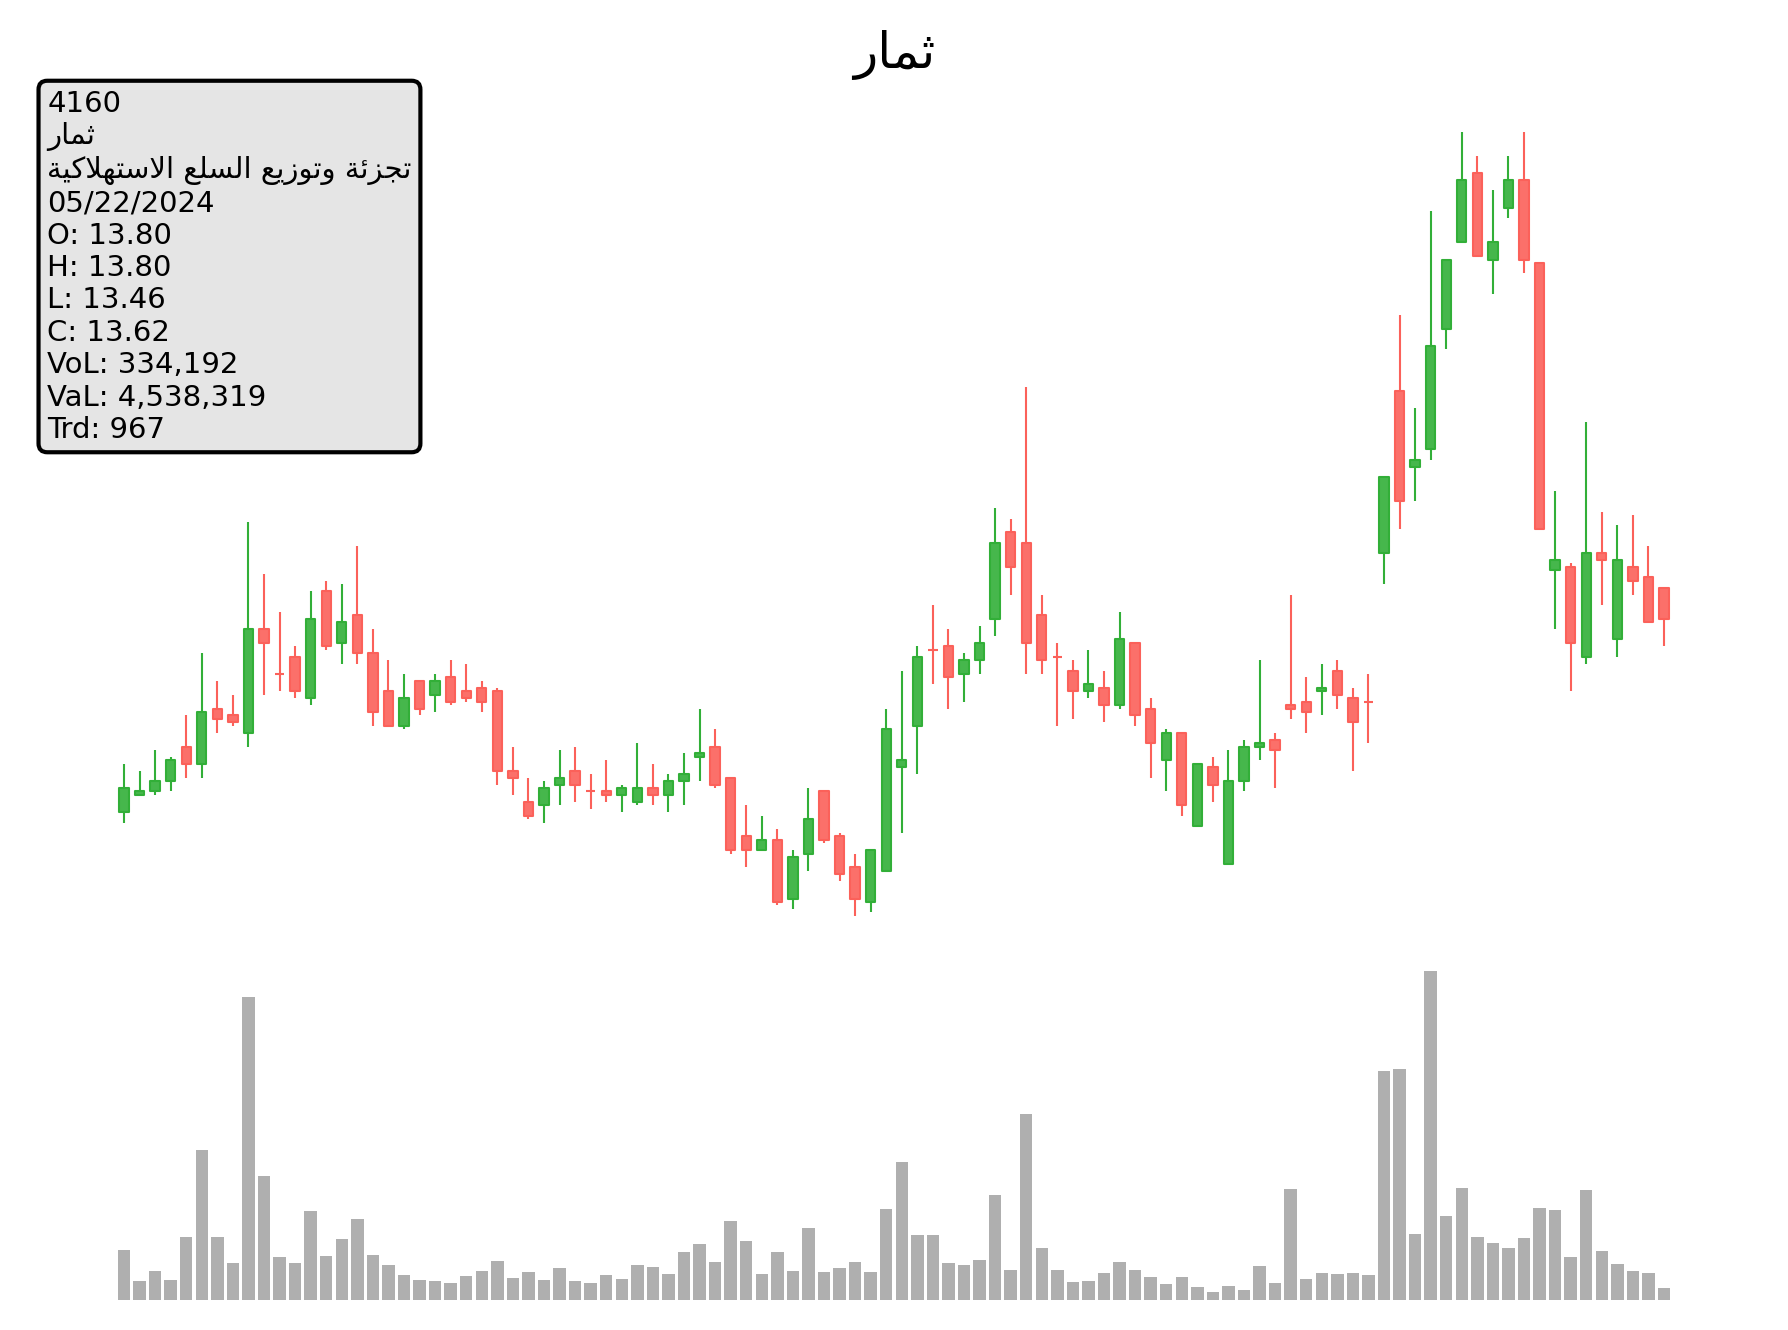 ثمار
4160
ثمار
تجزئة وتوزيع السلع الاستهلاكية
05/22/2024
O: 13.80
H: 13.80
L: 13.46
C: 13.62
VoL: 334,192
VaL: 4,538,319
Trd: 967